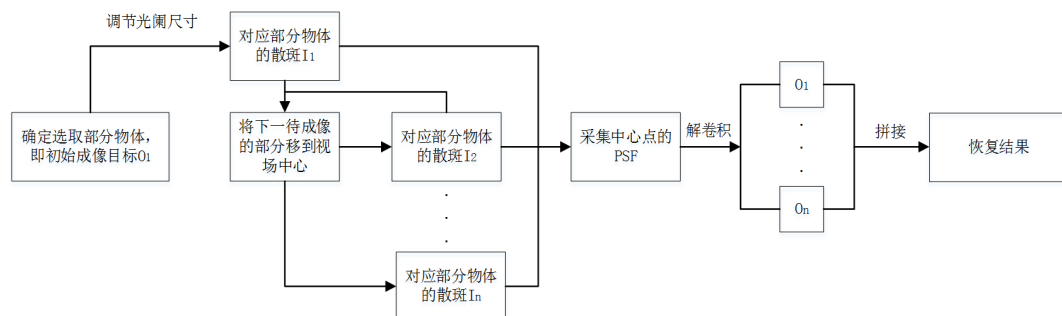 调节光阑尺寸
对应部分物体
的散斑I1
确定选取部分物体，
即初始成像目标O1
将下一待成像
的部分移到视
场中心
对应部分物体
的散斑I2
.
.
.
对应部分物体
的散斑In
采集中心点的
PSF
解卷积
O1
.
.
.
On
拼接
恢复结果